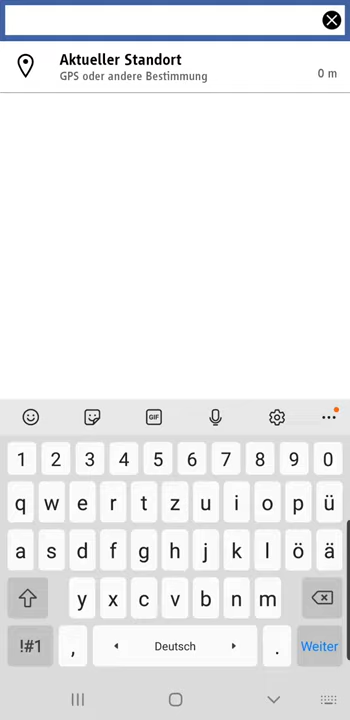 Aktueller Standort
GPS oder andere Bestimmung
0 m
GIF
1 2 3 4 5 6 7 8 9 0
q w e r t z u i o p ü
a s d f g h j k l ö ä
y x c v b n m
!#1 , Deutsch . Weiter